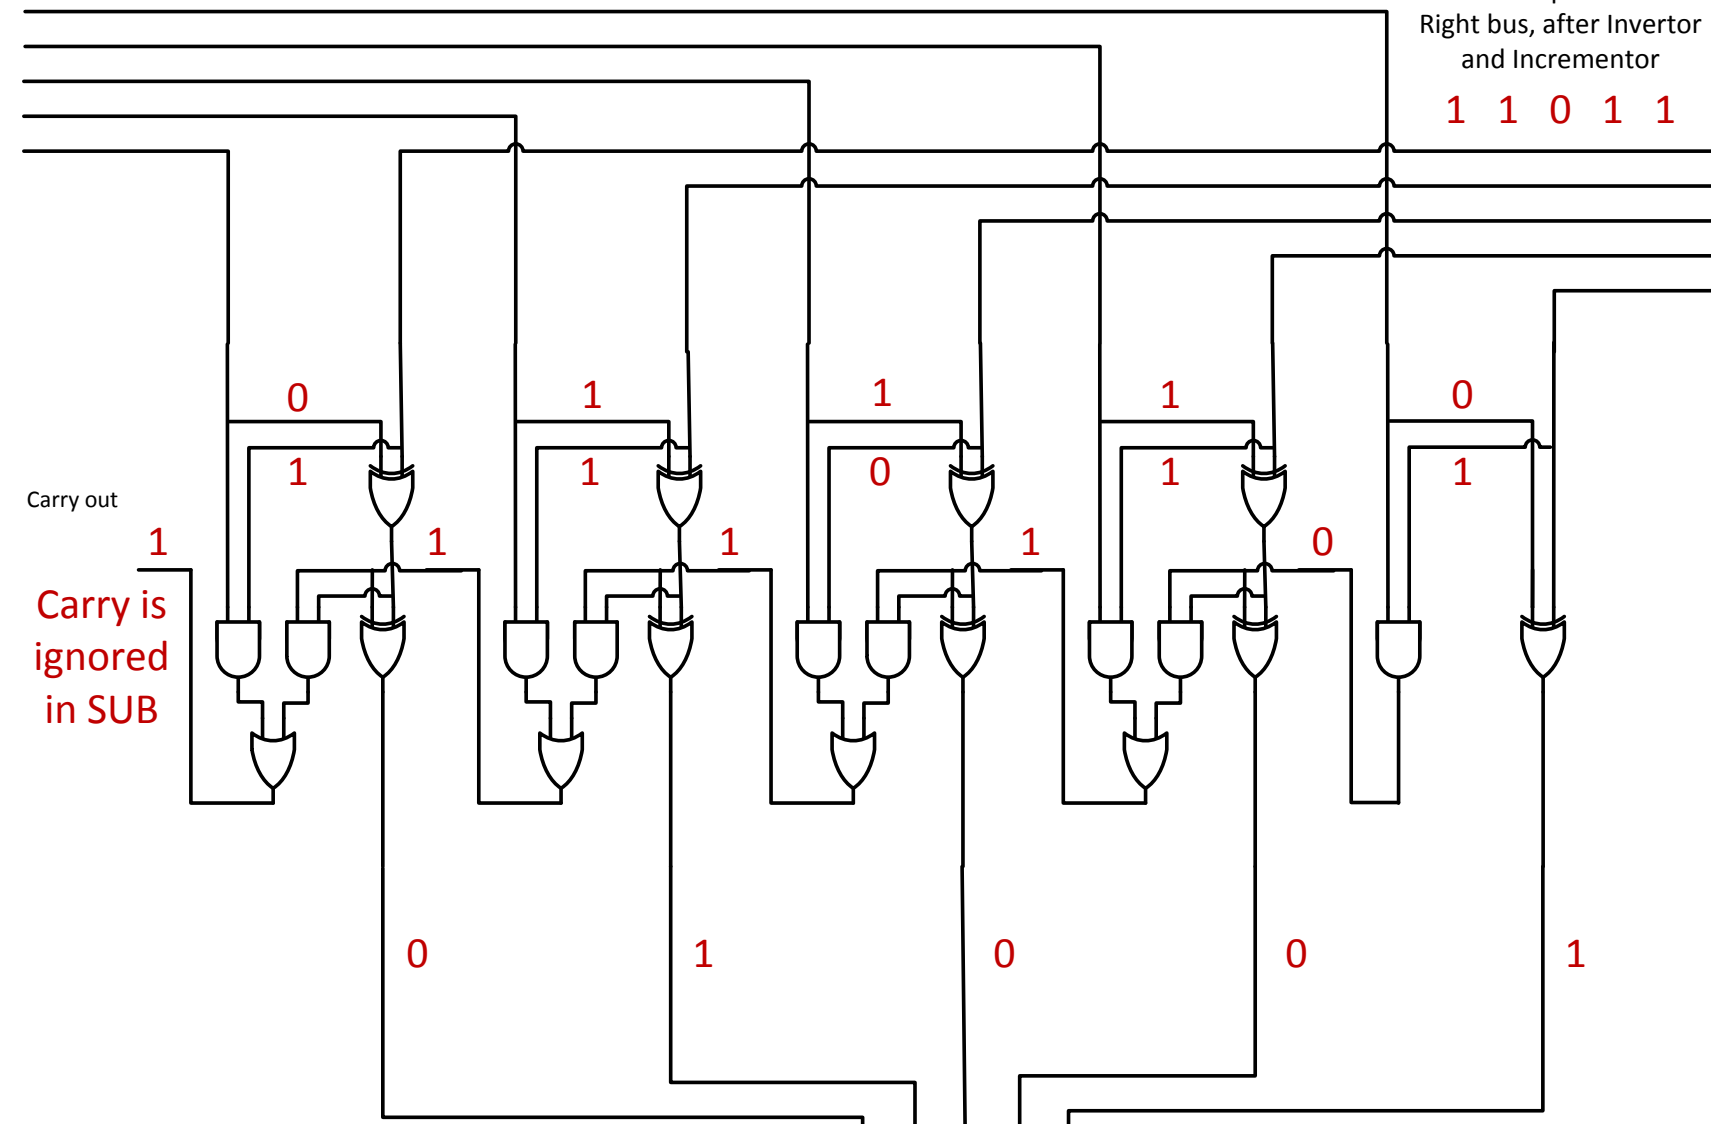 Right bus, after Invertor
and Incrementor
1 1 0 1 1
0 1 1 1 0
1 1 0 1 1
Carry out
1 1 1 1 0
Carry is
ignored
in SUB
0 1 0 0 1